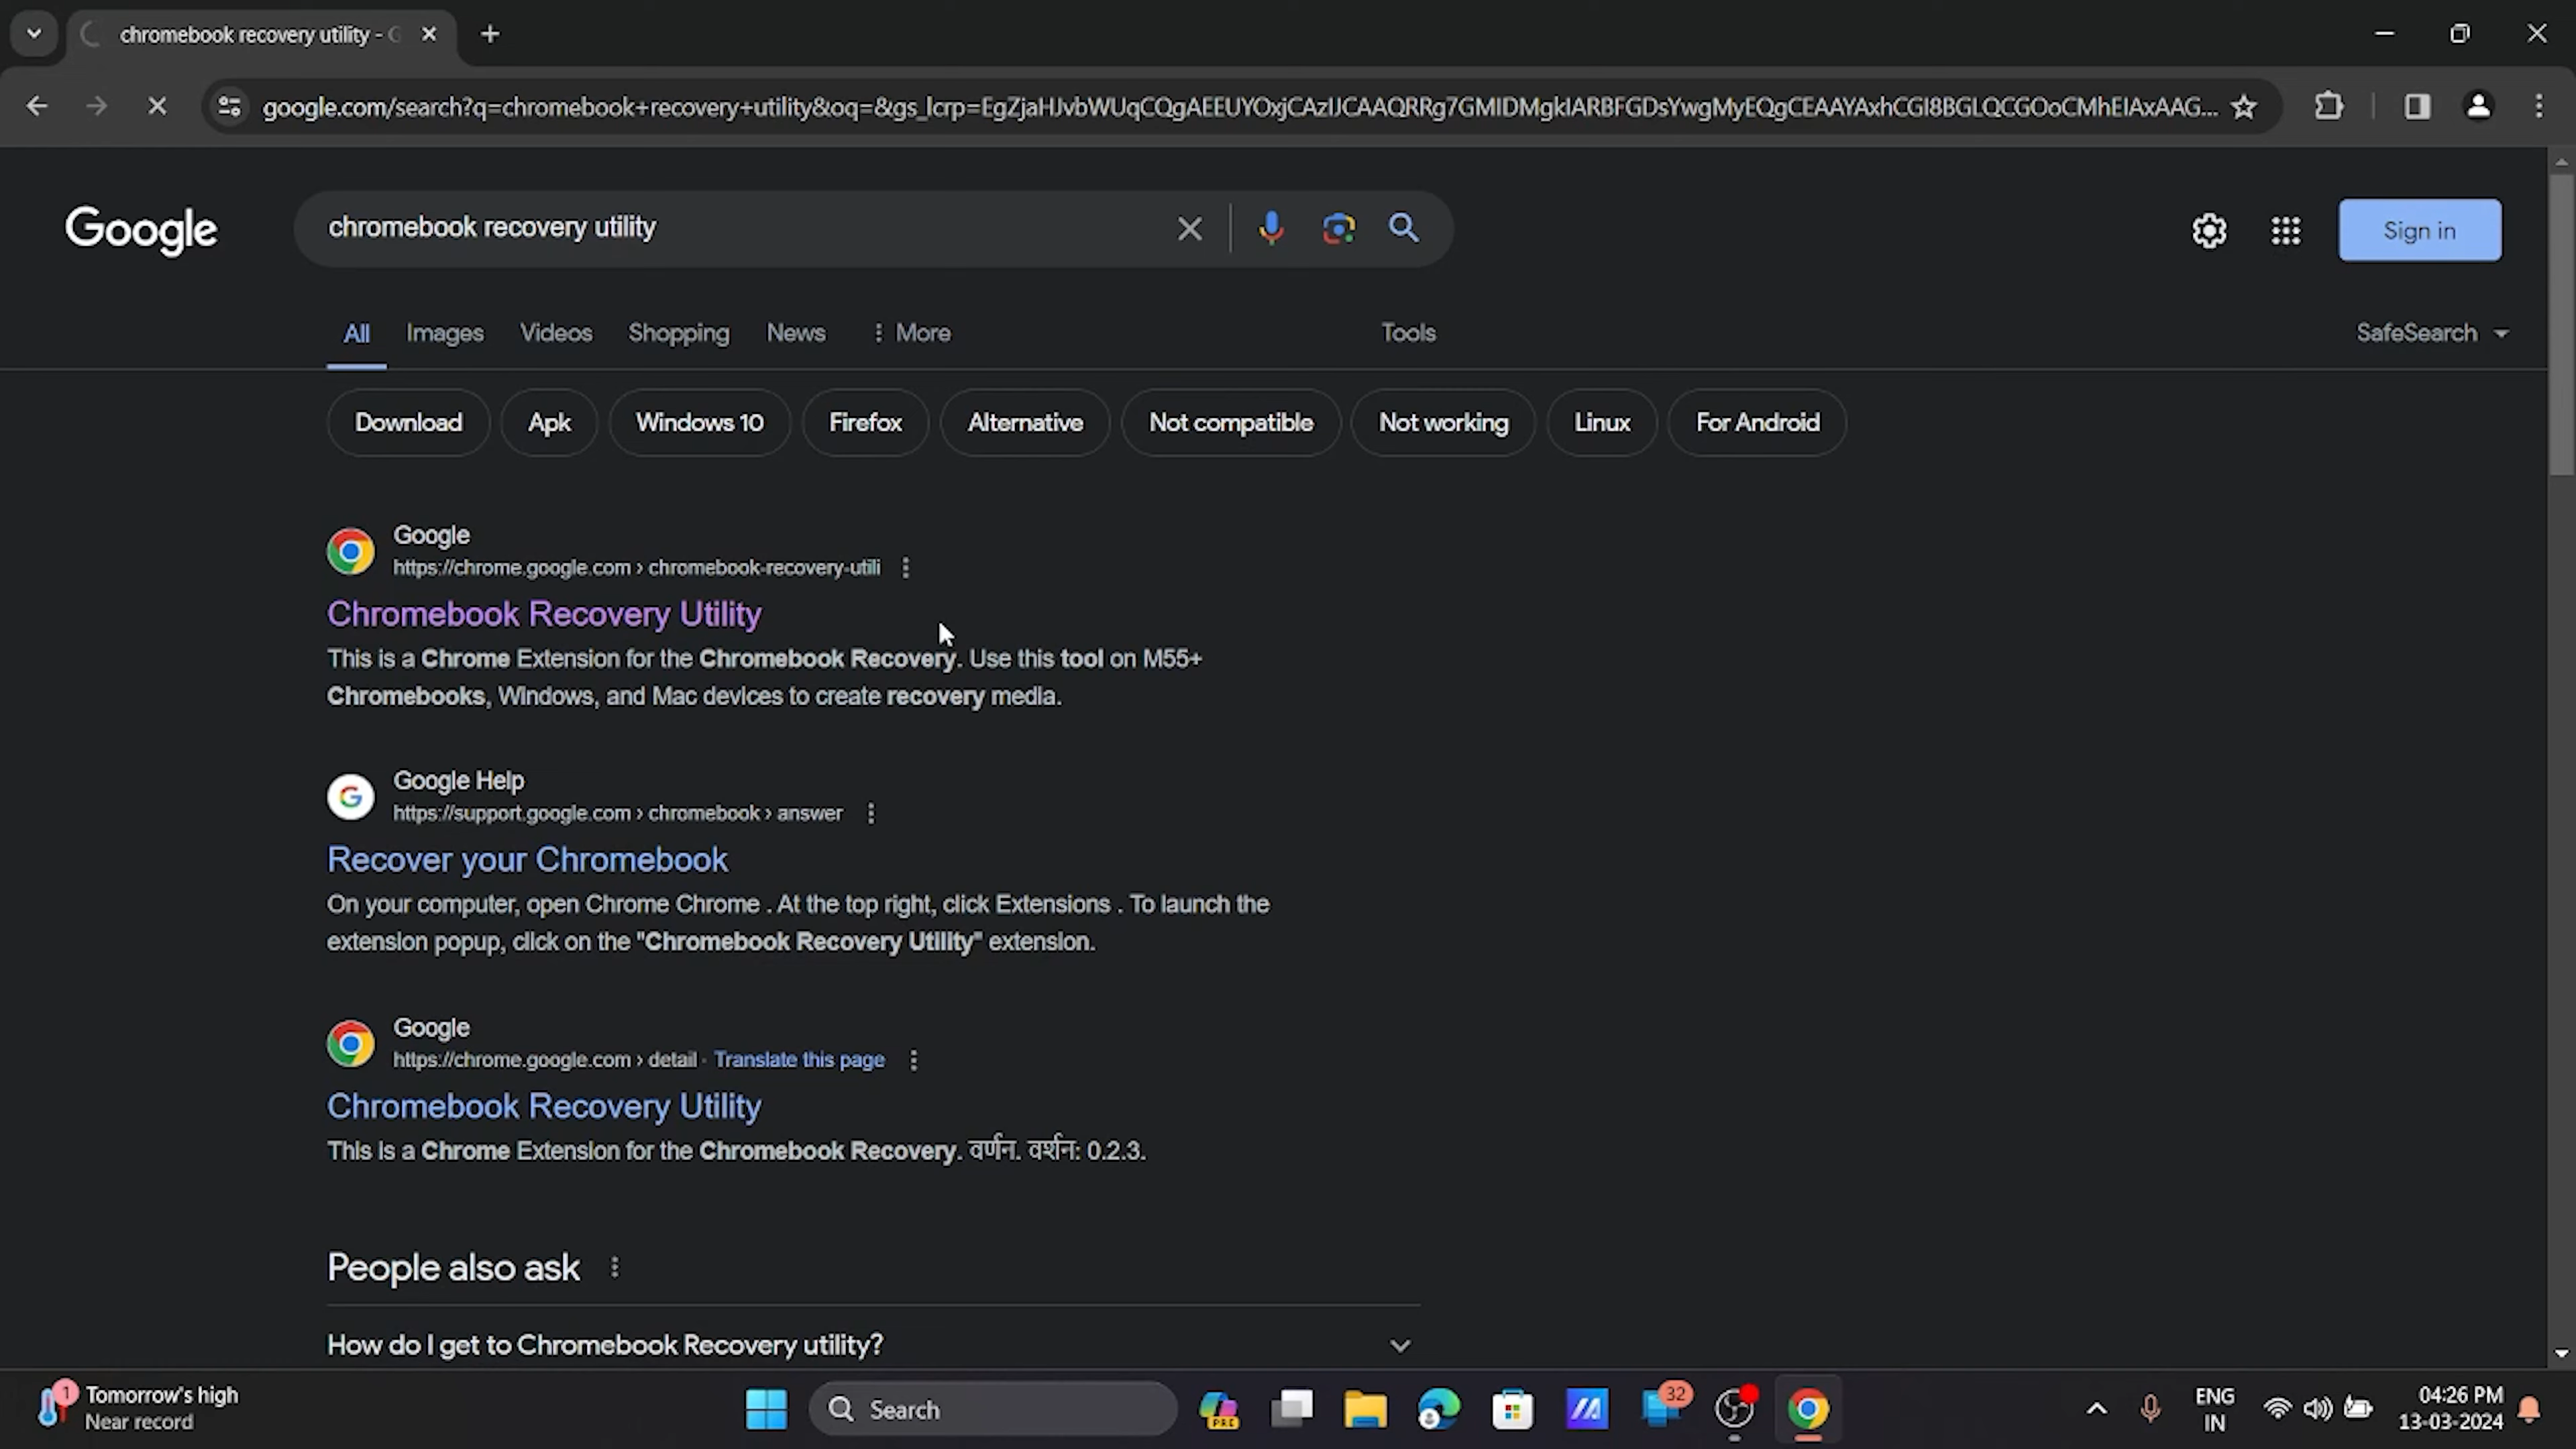 chromebook recovery utility - G
google.com/search?q=chromebook+recovery+utility&oq=&gs_lcrp=EgZjaHJvbWUqCQgAEEUYOxjCAzIJCAAQRRg7GMIDMgkIARBFGDsYwgMyEQgCEAAYAxhCGI8BGLQCGOoCMhEIAxAAG...
Google
chromebook recovery utility
Sign in
All Images Videos Shopping News More Tools SafeSearch
Download Apk Windows 10 Firefox Alternative Not compatible Not working Linux For Android
Google
https://chrome.google.com › chromebook-recovery-utili
Chromebook Recovery Utility
This is a Chrome Extension for the Chromebook Recovery. Use this tool on M55+
Chromebooks, Windows, and Mac devices to create recovery media.
Google Help
https://support.google.com › chromebook › answer
Recover your Chromebook
On your computer, open Chrome Chrome . At the top right, click Extensions . To launch the
extension popup, click on the "Chromebook Recovery Utility" extension.
Google
https://chrome.google.com › detail · Translate this page
Chromebook Recovery Utility
This is a Chrome Extension for the Chromebook Recovery. वर्णन. वर्शन: 0.2.3.
People also ask
How do I get to Chromebook Recovery utility?
1
Tomorrow's high
Near record
Search
PRE
32
ENG
IN
04:26 PM
13-03-2024